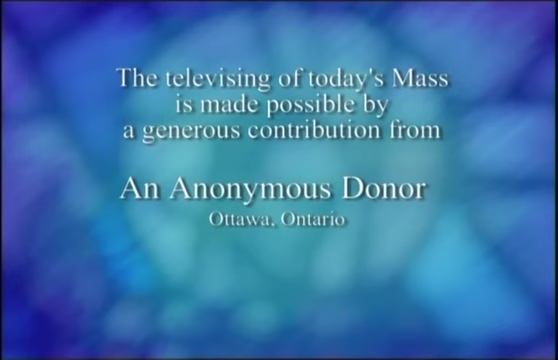 The televising of today's Mass
is made possible by
a generous contribution from
An Anonymous Donor
Ottawa, Ontario